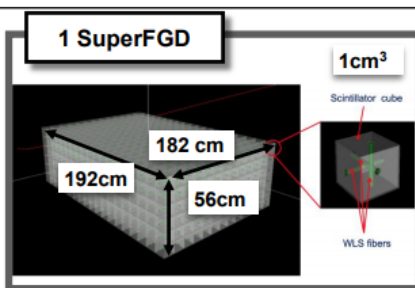 1 SuperFGD
1cm³
Scintillator cube
182 cm
192cm
56cm
WLS fibers